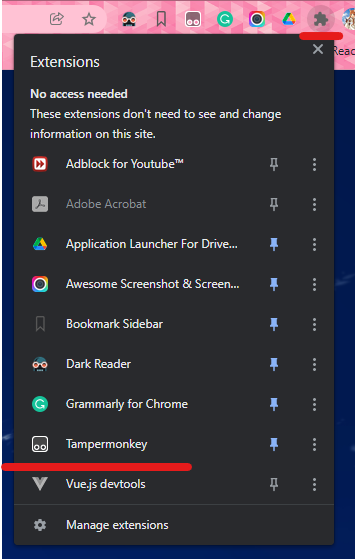 Reac
Extensions
No access needed
These extensions don't need to see and change
information on this site.
Adblock for Youtube™
Adobe Acrobat
Application Launcher For Drive...
Awesome Screenshot & Screen...
Bookmark Sidebar
Dark Reader
Grammarly for Chrome
Tampermonkey
Vue.js devtools
Manage extensions